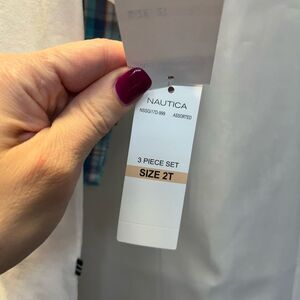 NAUTICA
ASSORTED
3 PIECE SET
SIZE 2T